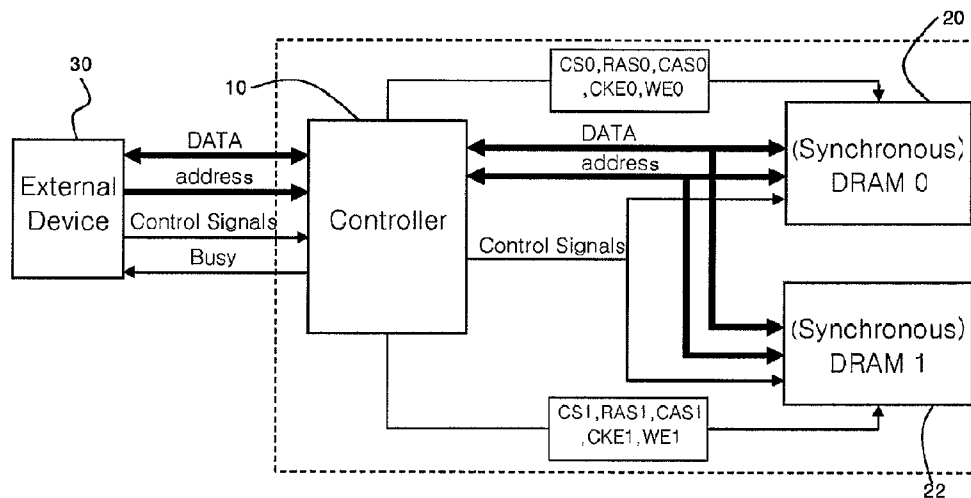 20
30
10
CS0,RAS0,CAS0
,CKE0,WE0
DATA
address
Control Signals
Busy
External
Device
Controller
DATA
address
Control Signals
(Synchronous)
DRAM 0
(Synchronous)
DRAM 1
CS1,RAS1,CAS1
,CKE1,WE1
22